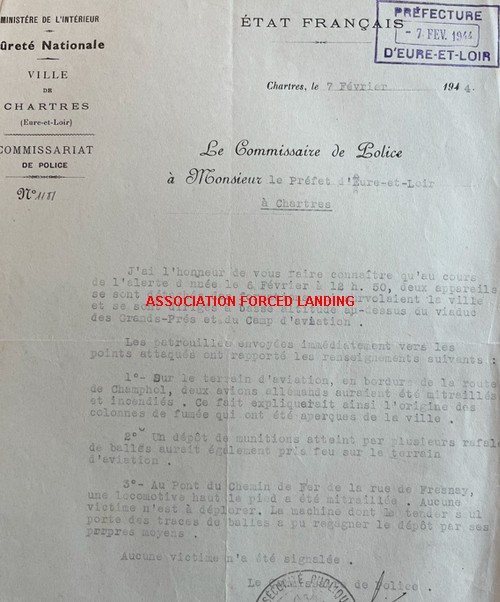 MINISTÉRE DE L'INTÉRIEUR
ûreté Nationale
VILLE
DE
CHARTRES
(Eure-et-Loir)
COMMISSARIAT
DE POLICE
N° 1181
ÉTAT FRANÇAIS
PRÉFECTURE
- 7 FEV. 1944
D'EURE-ET-LOIR
Chartres, le 7 Février 1944.
Le Commissaire de Police
à Monsieur le Préfet d'Eure-et-Loir
à Chartres
J'ai l'honneur de vous faire connaître qu'au cours
de l'alerte donnée le 6 Février à 12 h. 50, deux appareils
se sont survolaient la ville
et se sont dirigés à basse altitude au-dessus du viaduc
des Grands-Prés et du Camp d'aviation.
ASSOCIATION FORCED LANDING
Les patrouilles envoyées immédiatement vers les
points attaqués ont rapporté les renseignements suivants :
1°- Sur le terrain d'aviation, en bordure de la route
de Champhol, deux avions allemands auraient été mitraillés
et incendiés. Ce fait expliquerait ainsi l'origine des
colonnes de fumée qui ont été aperçues de la ville .
2°- Un dépôt de munitions atteint par plusieurs rafale
de balles aurait également pris feu sur le terrain
d'aviation .
3°- Au Pont du Chemin de Fer de la rue de Fresnay,
une locomotive haut le pied a été mitraillée . Aucune
victime n'est à déplorer. La machine dont le tender seul
porte des traces de balles a pu regagner le dépôt par ses
propres moyens .
Aucune victime n'a été signalée .
Le de Police .